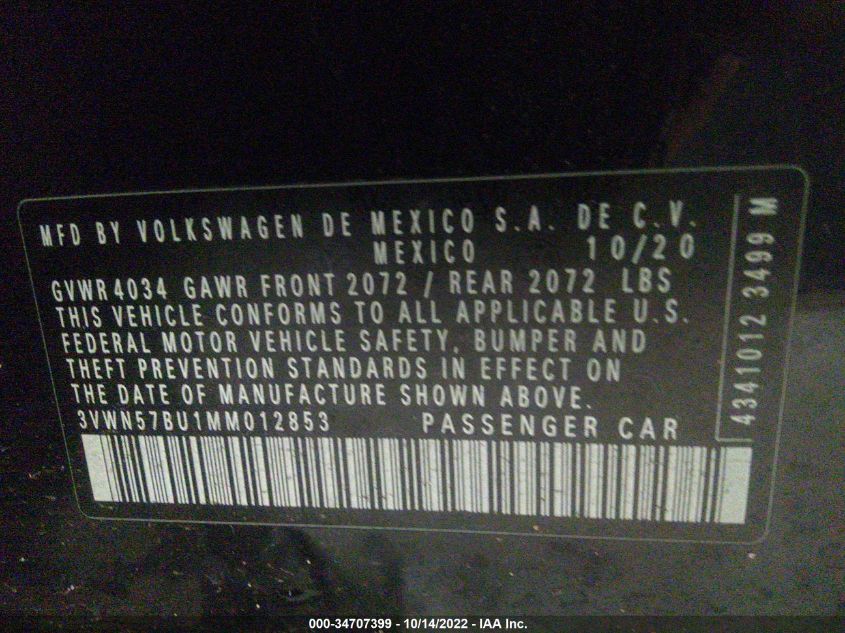 MFD BY VOLKSWAGEN DE MEXICO S.A. DE C.V.
MEXICO 10/20
GVWR 4034 GAWR FRONT 2072 / REAR 2072 LBS
THIS VEHICLE CONFORMS TO ALL APPLICABLE U.S.
FEDERAL MOTOR VEHICLE SAFETY, BUMPER AND
THEFT PREVENTION STANDARDS IN EFFECT ON
THE DATE OF MANUFACTURE SHOWN ABOVE.
3VWN57BU1MM012853 PASSENGER CAR
4341012 3499 M
000-34707399 - 10/14/2022 - IAA Inc.